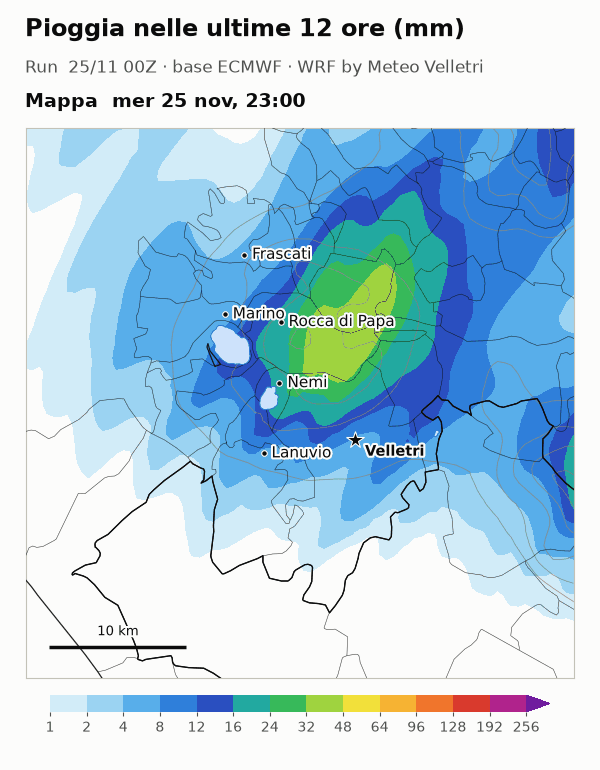 Pioggia nelle ultime 12 ore (mm)
Run  25/11 00Z · base ECMWF · WRF by Meteo Velletri
Mappa  mer 25 nov, 23:00
Frascati
Marino
Rocca di Papa
Nemi
Velletri
Lanuvio
10 km
1 2 4 8 12 16 24 32 48 64 96 128 192 256